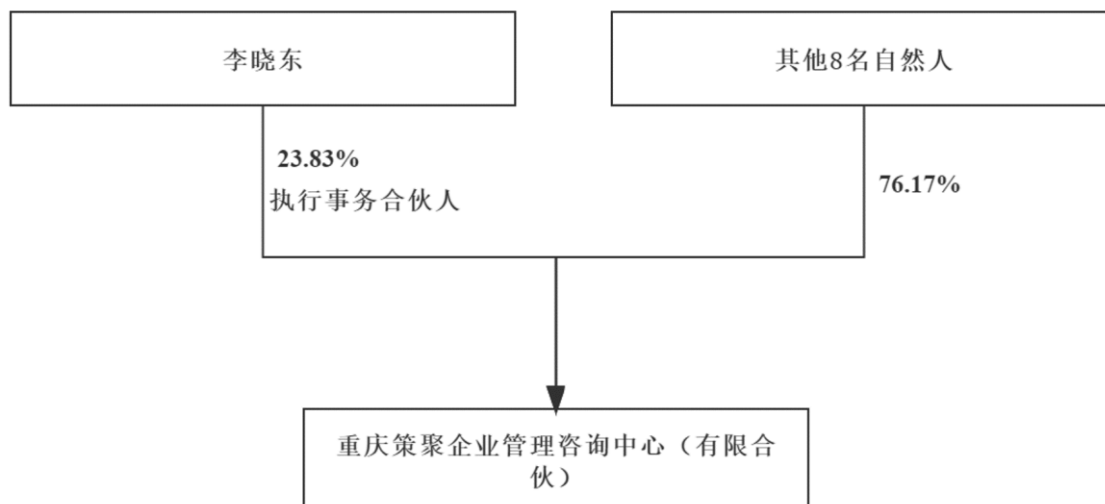 李晓东
其他8名自然人
23.83%
执行事务合伙人
76.17%
重庆策聚企业管理咨询中心（有限合
伙）